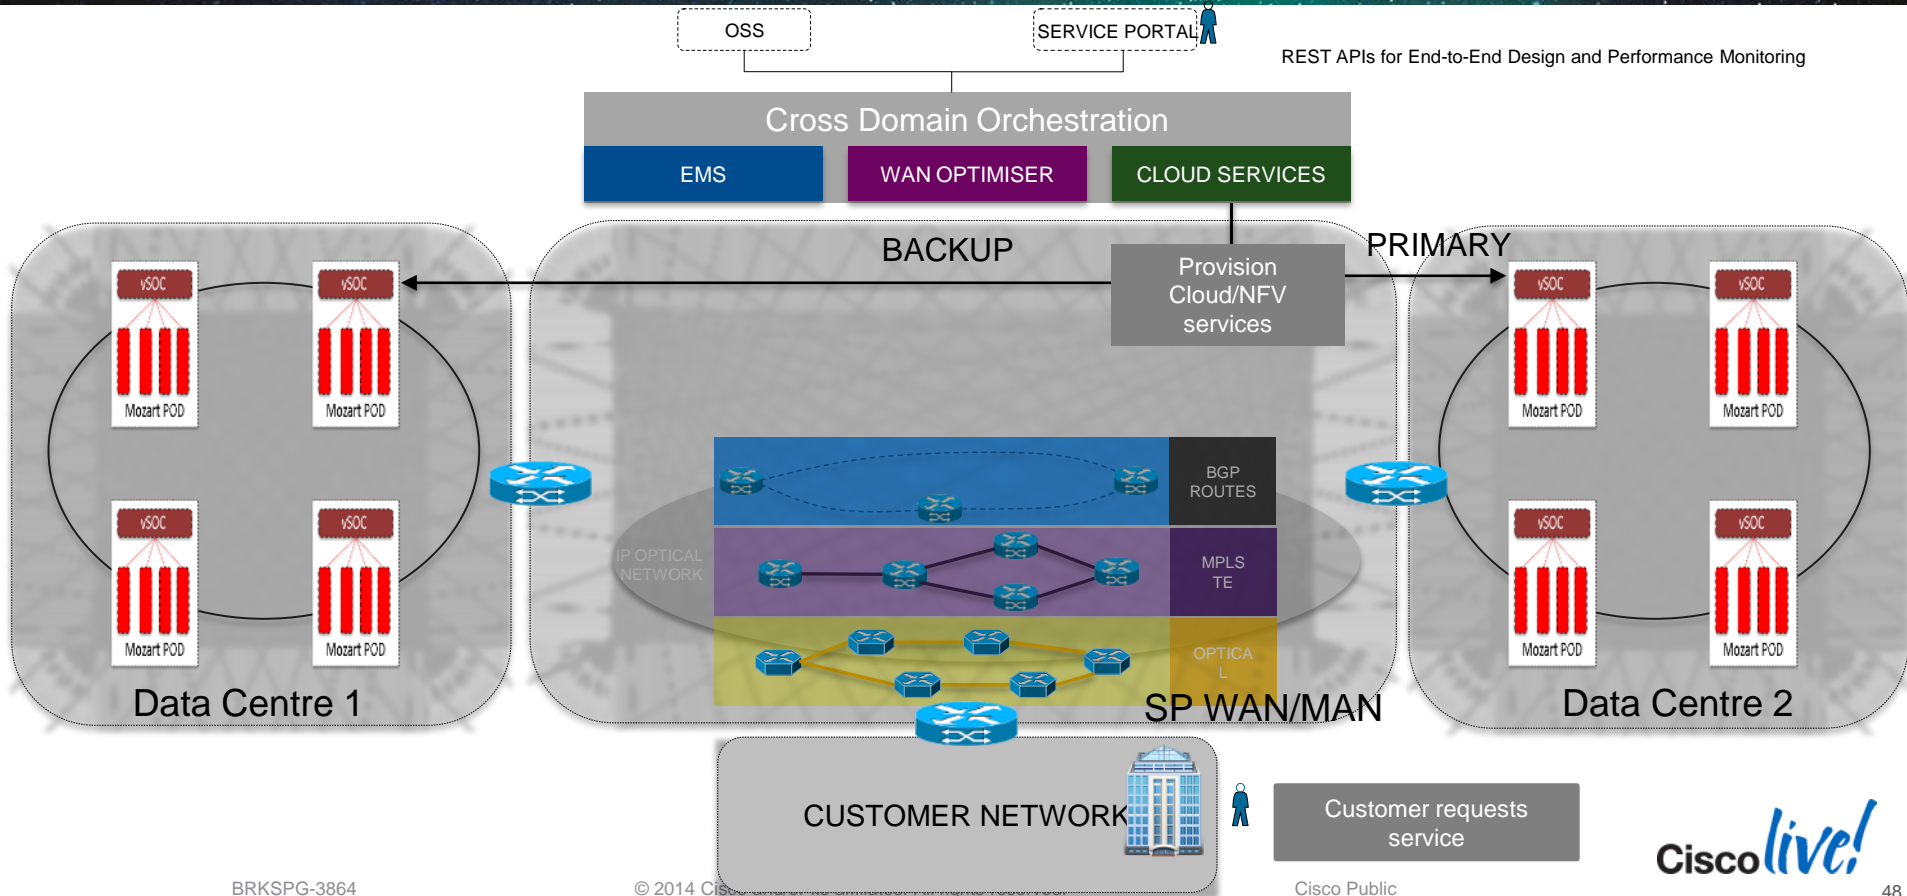 OSS
SERVICE PORTAL
REST APIs for End-to-End Design and Performance Monitoring
Cross Domain Orchestration
EMS
WAN OPTIMISER
CLOUD SERVICES
BACKUP
PRIMARY
Provision
Cloud/NFV
services
vSOC
Mozart POD
vSOC
Mozart POD
vSOC
Mozart POD
vSOC
Mozart POD
Data Centre 1
IP OPTICAL
NETWORK
BGP
ROUTES
MPLS
TE
OPTICA
L
SP WAN/MAN
vSOC
Mozart POD
vSOC
Mozart POD
vSOC
Mozart POD
vSOC
Mozart POD
Data Centre 2
CUSTOMER NETWORK
Customer requests
service
Cisco live!
BRKSPG-3864
© 2014 Cisco
Cisco Public
48